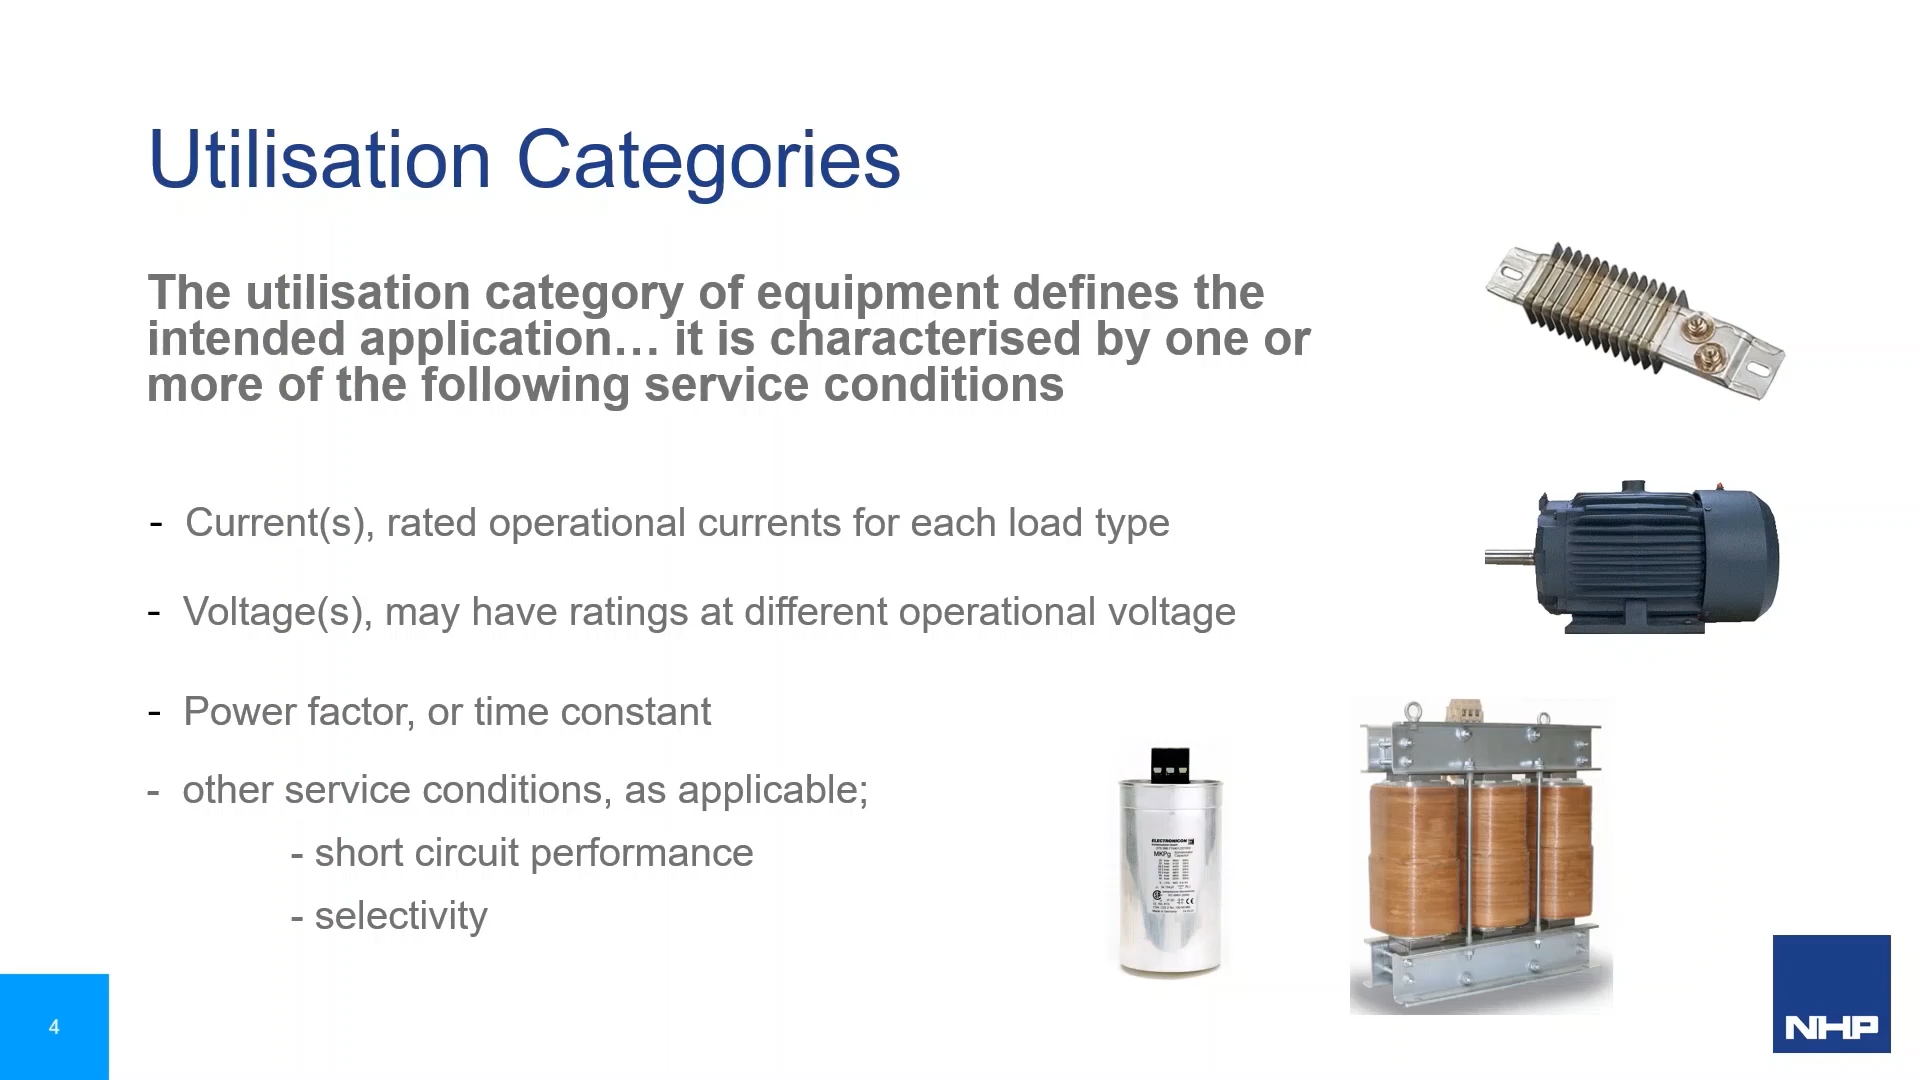 Utilisation Categories
The utilisation category of equipment defines the
intended application… it is characterised by one or
more of the following service conditions
- Current(s), rated operational currents for each load type
- Voltage(s), may have ratings at different operational voltage
- Power factor, or time constant
- other service conditions, as applicable;
- short circuit performance
- selectivity
ELECTRONICON
MKPg
4
NHP